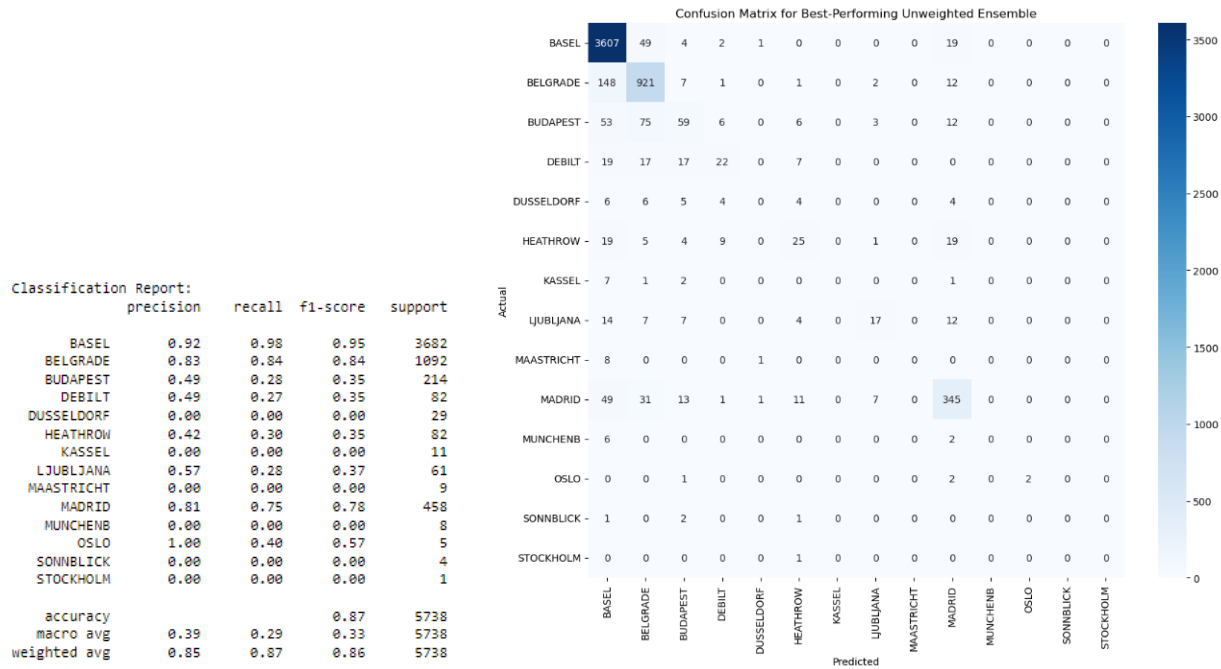 Classification Report:
precision recall f1-score support
BASEL 0.92 0.98 0.95 3682
BELGRADE 0.83 0.84 0.84 1092
BUDAPEST 0.49 0.28 0.35 214
DEBILT 0.49 0.27 0.35 82
DUSSELDORF 0.00 0.00 0.00 29
HEATHROW 0.42 0.30 0.35 82
KASSEL 0.00 0.00 0.00 11
LJUBLJANA 0.57 0.28 0.37 61
MAASTRICHT 0.00 0.00 0.00 9
MADRID 0.81 0.75 0.78 458
MUNCHENB 0.00 0.00 0.00 8
OSLO 1.00 0.40 0.57 5
SONNBLICK 0.00 0.00 0.00 4
STOCKHOLM 0.00 0.00 0.00 1
accuracy 0.87 5738
macro avg 0.39 0.29 0.33 5738
weighted avg 0.85 0.87 0.86 5738
Confusion Matrix for Best-Performing Unweighted Ensemble
Actual
BASEL 3607 49 4 2 1 0 0 0 0 19 0 0 0 0
BELGRADE 148 921 7 1 0 1 0 2 0 12 0 0 0 0
BUDAPEST 53 75 59 6 0 6 0 3 0 12 0 0 0 0
DEBILT 19 17 17 22 0 7 0 0 0 0 0 0 0 0
DUSSELDORF 6 6 5 4 0 4 0 0 0 4 0 0 0 0
HEATHROW 19 5 4 9 0 25 0 1 0 19 0 0 0 0
KASSEL 7 1 2 0 0 0 0 0 0 1 0 0 0 0
LJUBLJANA 14 7 7 0 0 4 0 17 0 12 0 0 0 0
MAASTRICHT 8 0 0 0 1 0 0 0 0 0 0 0 0 0
MADRID 49 31 13 1 1 11 0 7 0 345 0 0 0 0
MUNCHENB 6 0 0 0 0 0 0 0 0 2 0 0 0 0
OSLO 0 0 1 0 0 0 0 0 0 2 0 2 0 0
SONNBLICK 1 0 2 0 0 1 0 0 0 0 0 0 0 0
STOCKHOLM 0 0 0 0 0 1 0 0 0 0 0 0 0 0
BASEL BELGRADE BUDAPEST DEBILT DUSSELDORF HEATHROW KASSEL LJUBLJANA MAASTRICHT MADRID MUNCHENB OSLO SONNBLICK STOCKHOLM
Predicted
3500
3000
2500
2000
1500
1000
500
0